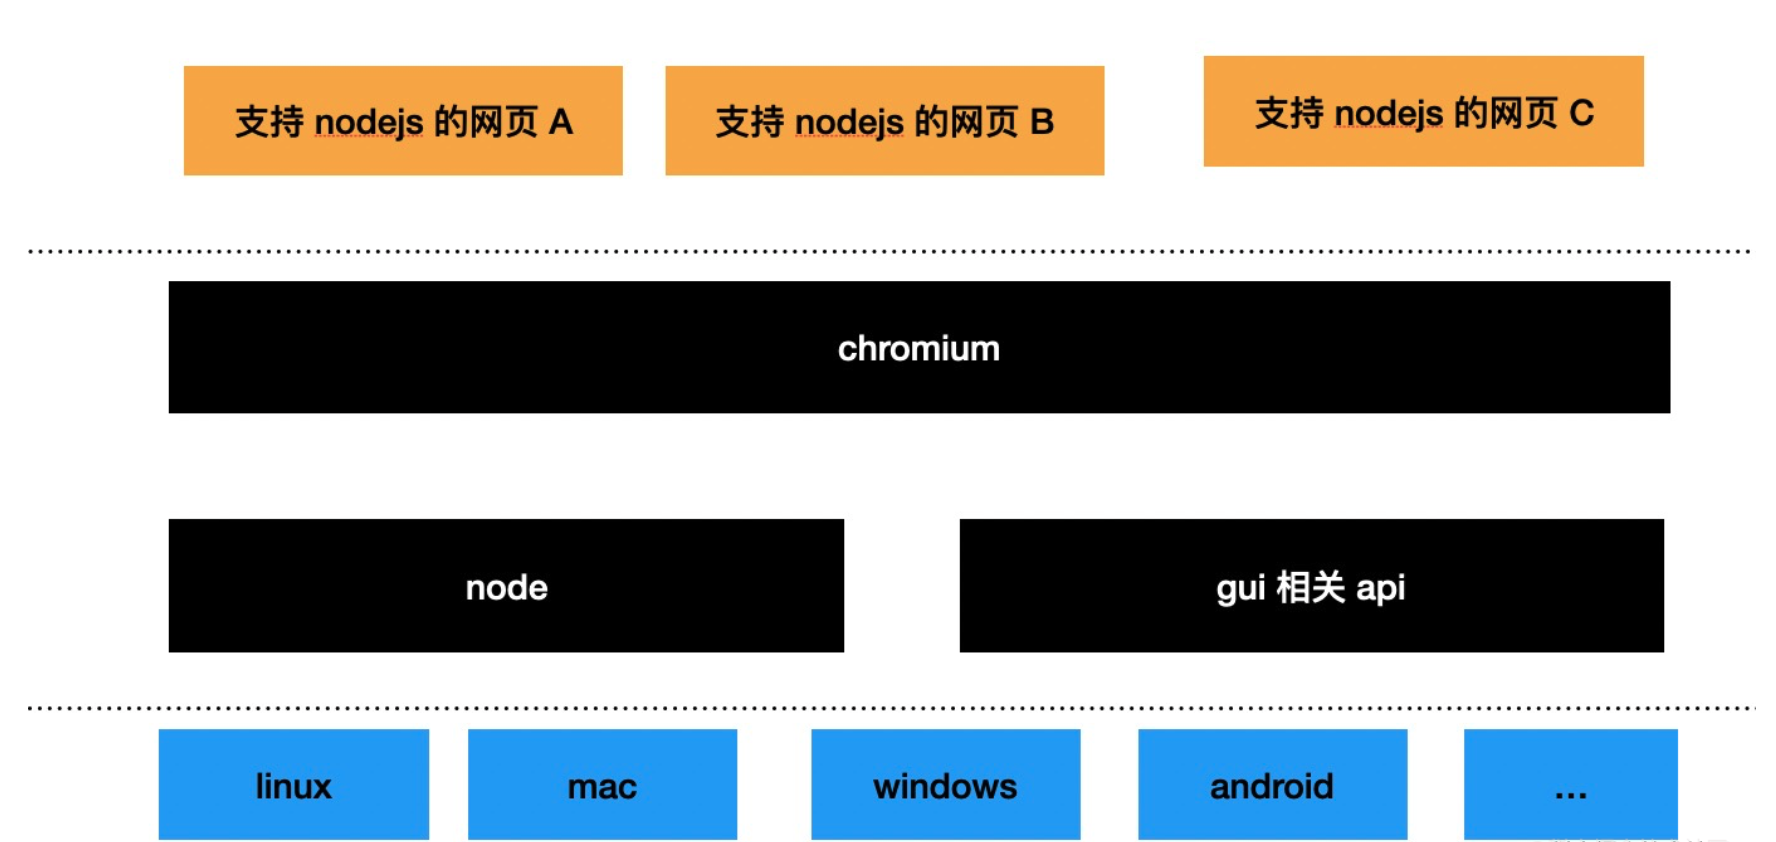 支持 nodejs 的网页 A
支持 nodejs 的网页 B
支持 nodejs 的网页 C
chromium
node
gui 相关 api
linux
mac
windows
android
...